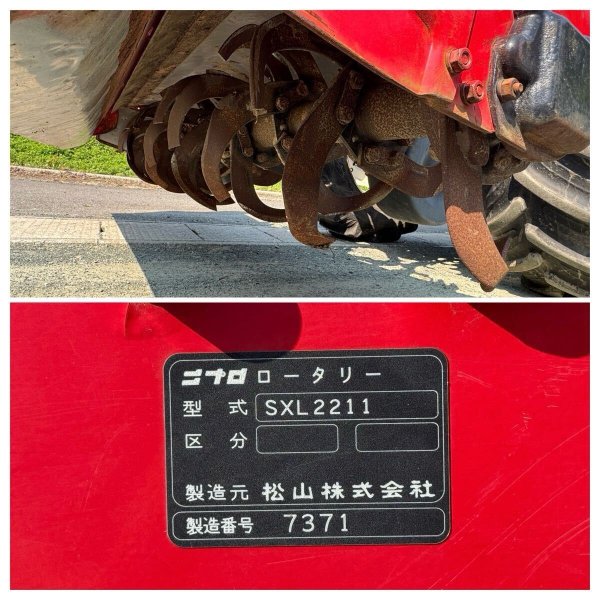 ニプロ ロータリー
型式 SXL2211
区分
製造元 松山株式会社
製造番号 7371